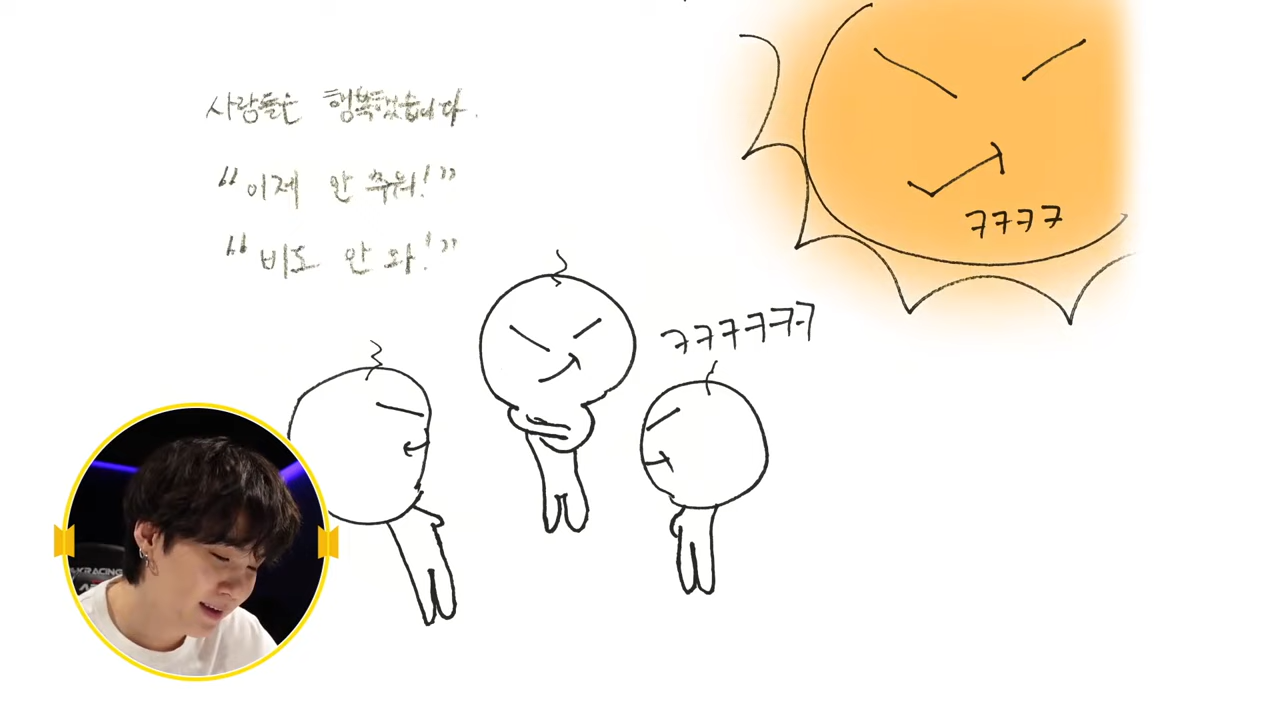 사람들은 행복했습니다.
“이제 안 추워!”
“비도 안 와!”
ㅋㅋㅋㅋ
ㅋㅋㅋㅋㅋㅋ
KRACING